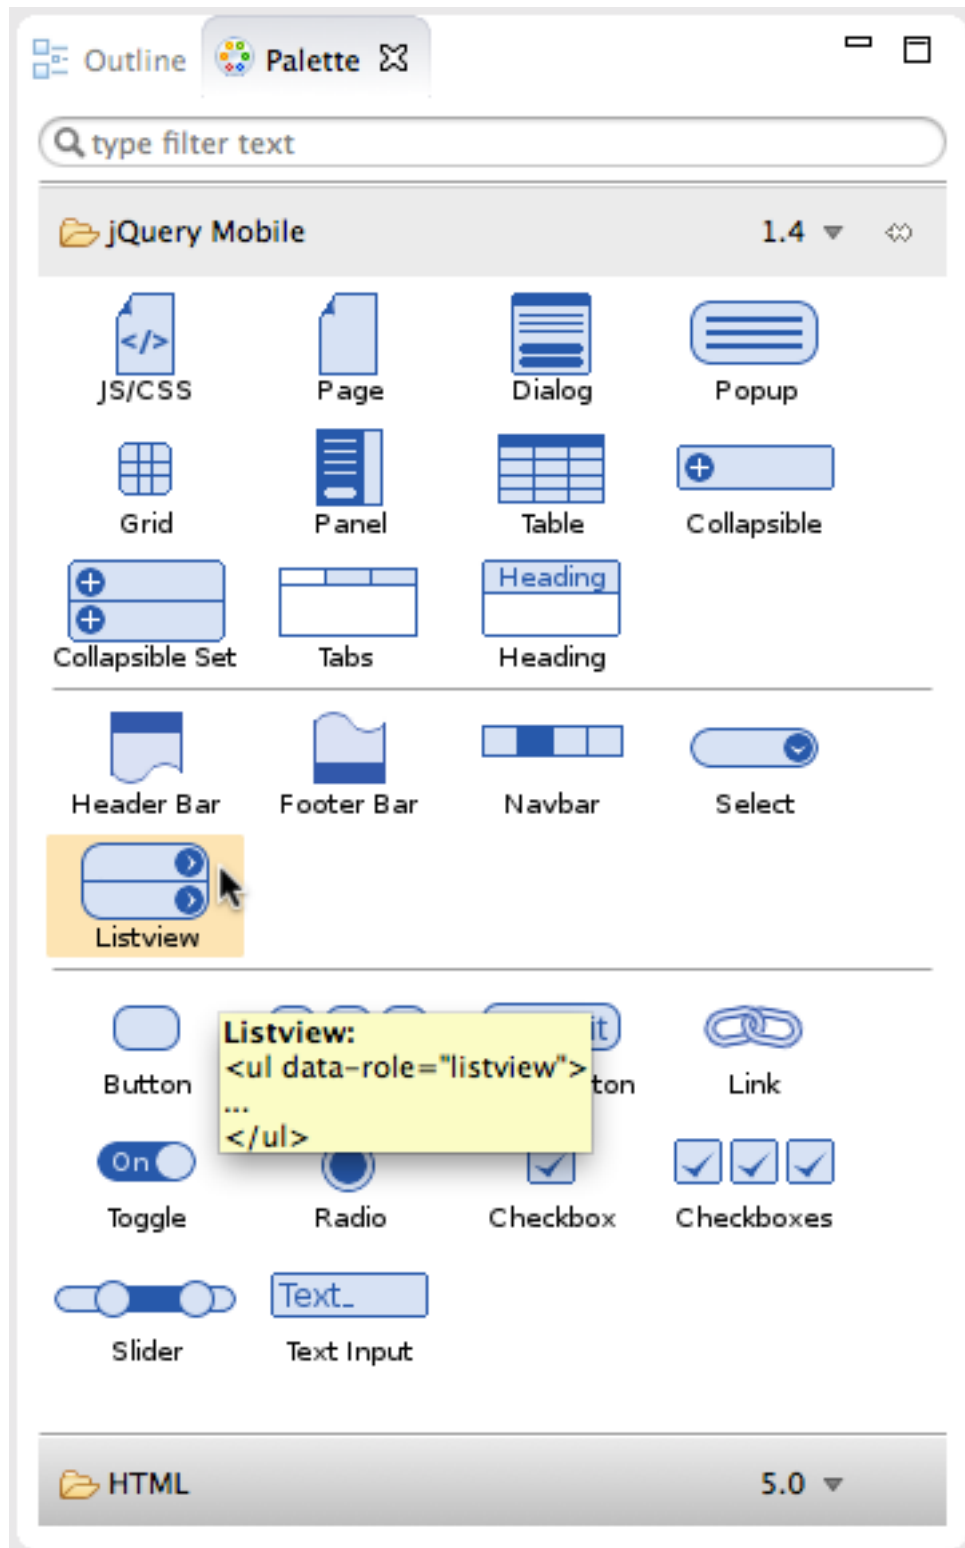 Outline
Palette
type filter text
jQuery Mobile 1.4
</>
JS/CSS Page Dialog Popup
Grid Panel Table Collapsible
Heading
Collapsible Set Tabs Heading
Header Bar Footer Bar Navbar Select
Listview
Listview:
<ul data-role="listview">
...
</ul>
it
Button ton Link
On
Toggle Radio Checkbox Checkboxes
Text_
Slider Text Input
HTML 5.0